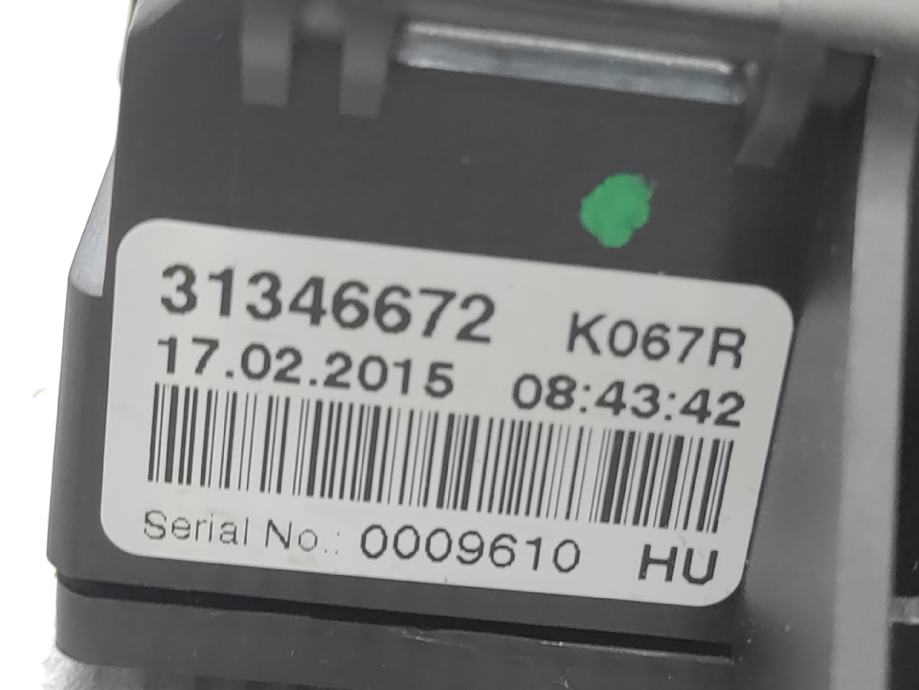 31346672 K067R
17.02.2015 08:43:42
Serial No.: 0009610 HU